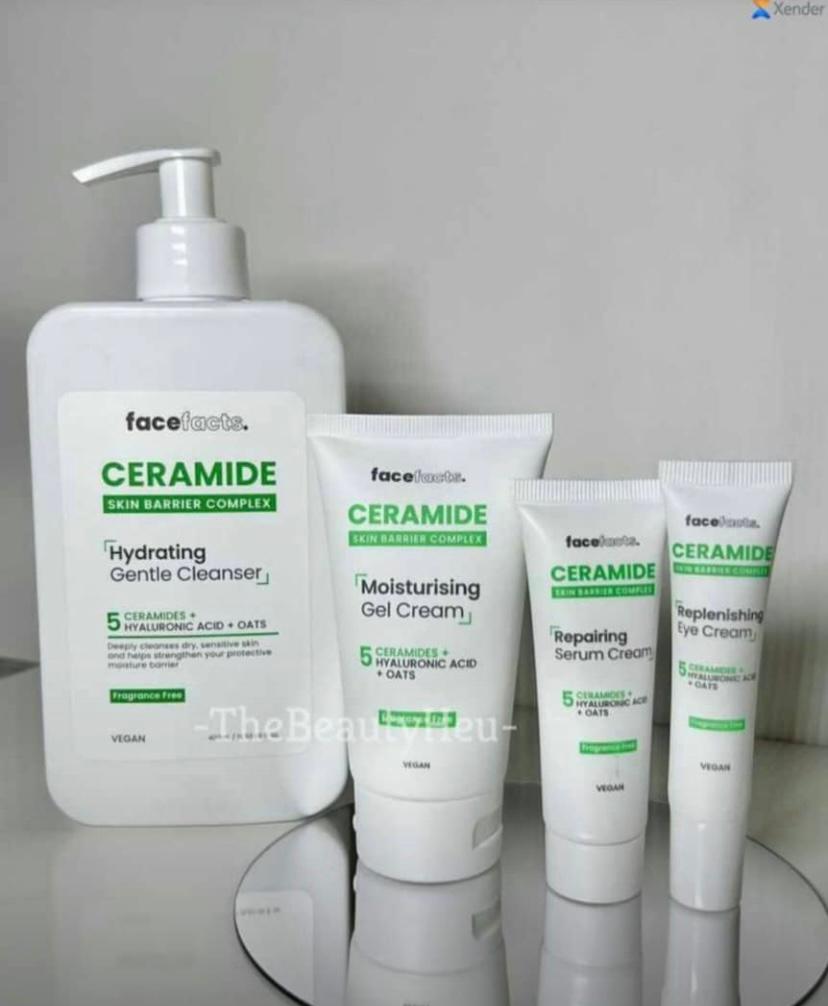 Xender
facefacts.
CERAMIDE
SKIN BARRIER COMPLEX
Hydrating
Gentle Cleanser
5 CERAMIDES +
HYALURONIC ACID + OATS
Deeply cleanses dry, sensitive skin
and helps strengthen your protective
moisture barrier
Fragrance Free
VEGAN
facefacts.
CERAMIDE
SKIN BARRIER COMPLEX
Moisturising
Gel Cream
5 CERAMIDES +
HYALURONIC ACID
+ OATS
Fragrance Free
VEGAN
facefacts.
CERAMIDE
SKIN BARRIER COMPLEX
Repairing
Serum Cream
5 CERAMIDES +
HYALURONIC ACID
+ OATS
Fragrance Free
VEGAN
facefacts.
CERAMIDE
SKIN BARRIER COMPLEX
Replenishing
Eye Cream
5 CERAMIDES +
HYALURONIC ACID
+ OATS
Fragrance Free
VEGAN
-TheBeautyHeu-